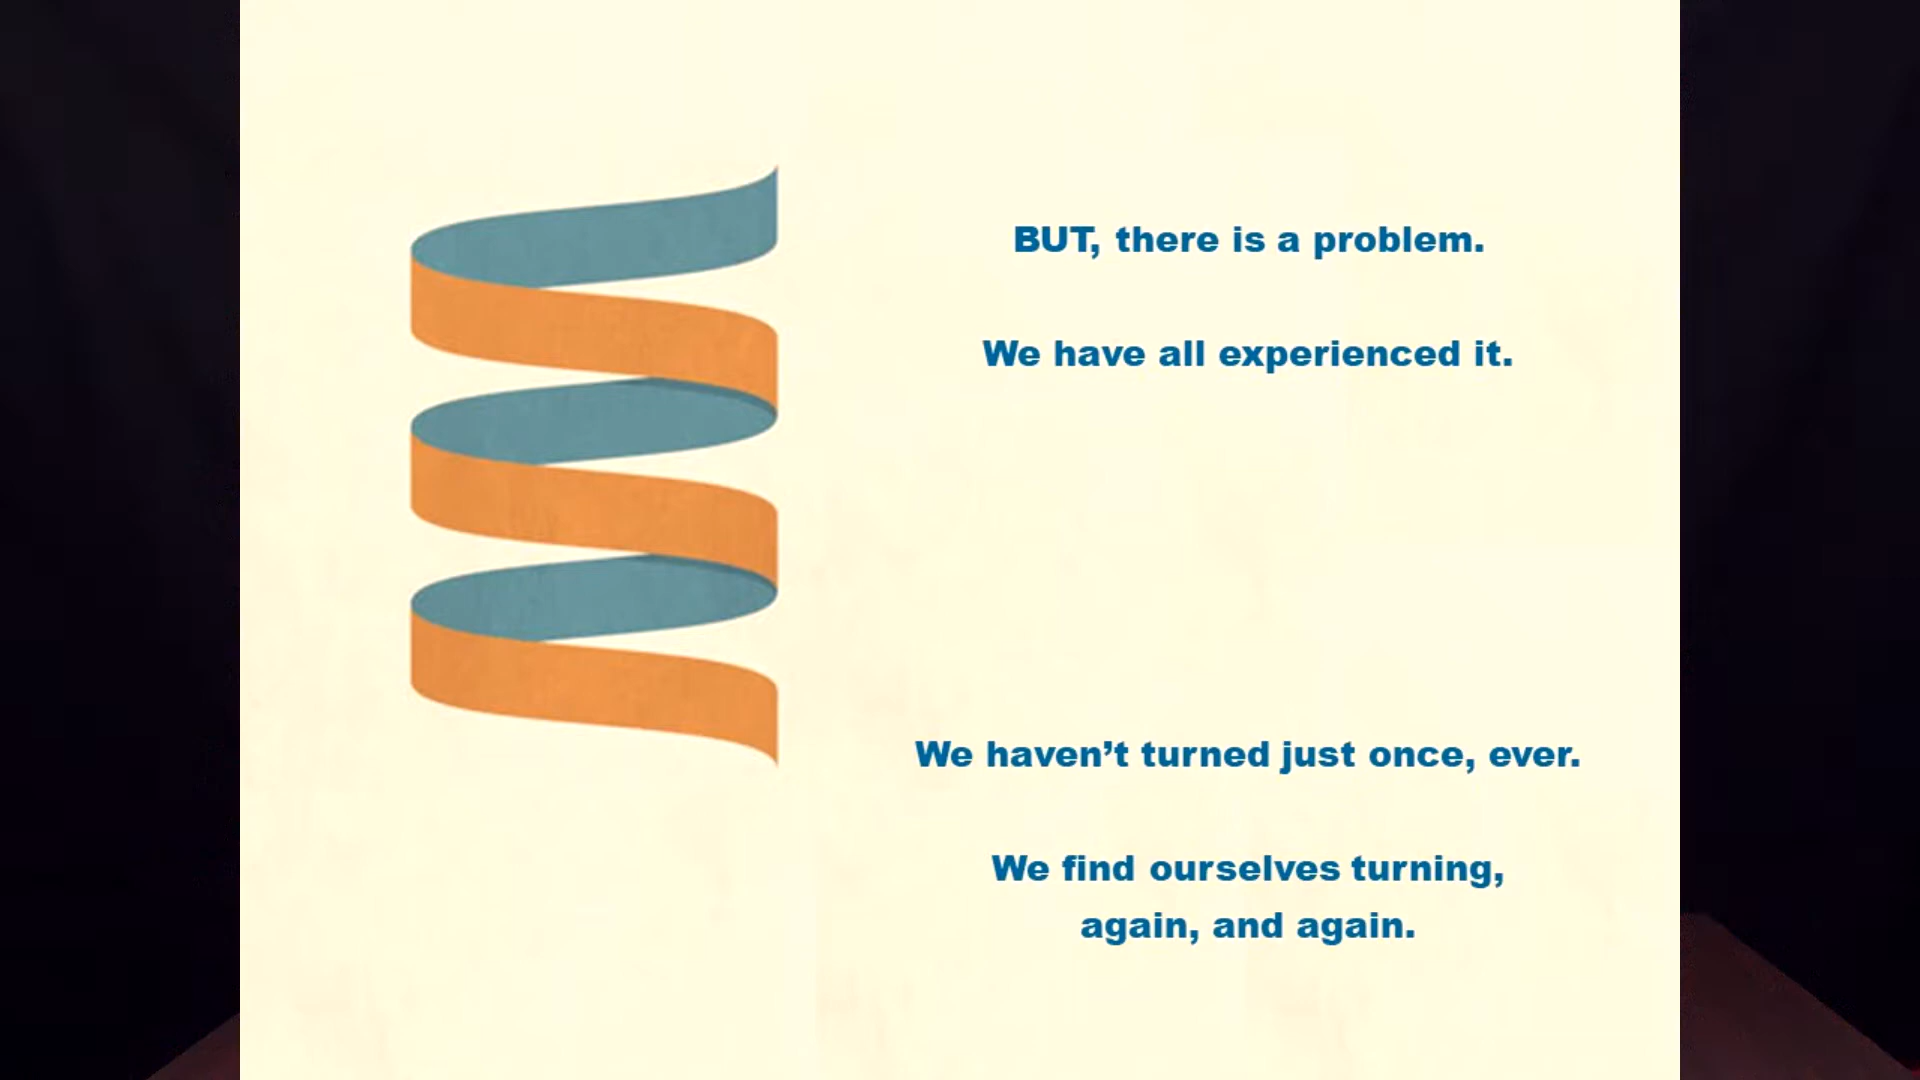 BUT, there is a problem.
We have all experienced it.
We haven’t turned just once, ever.
We find ourselves turning,
again, and again.